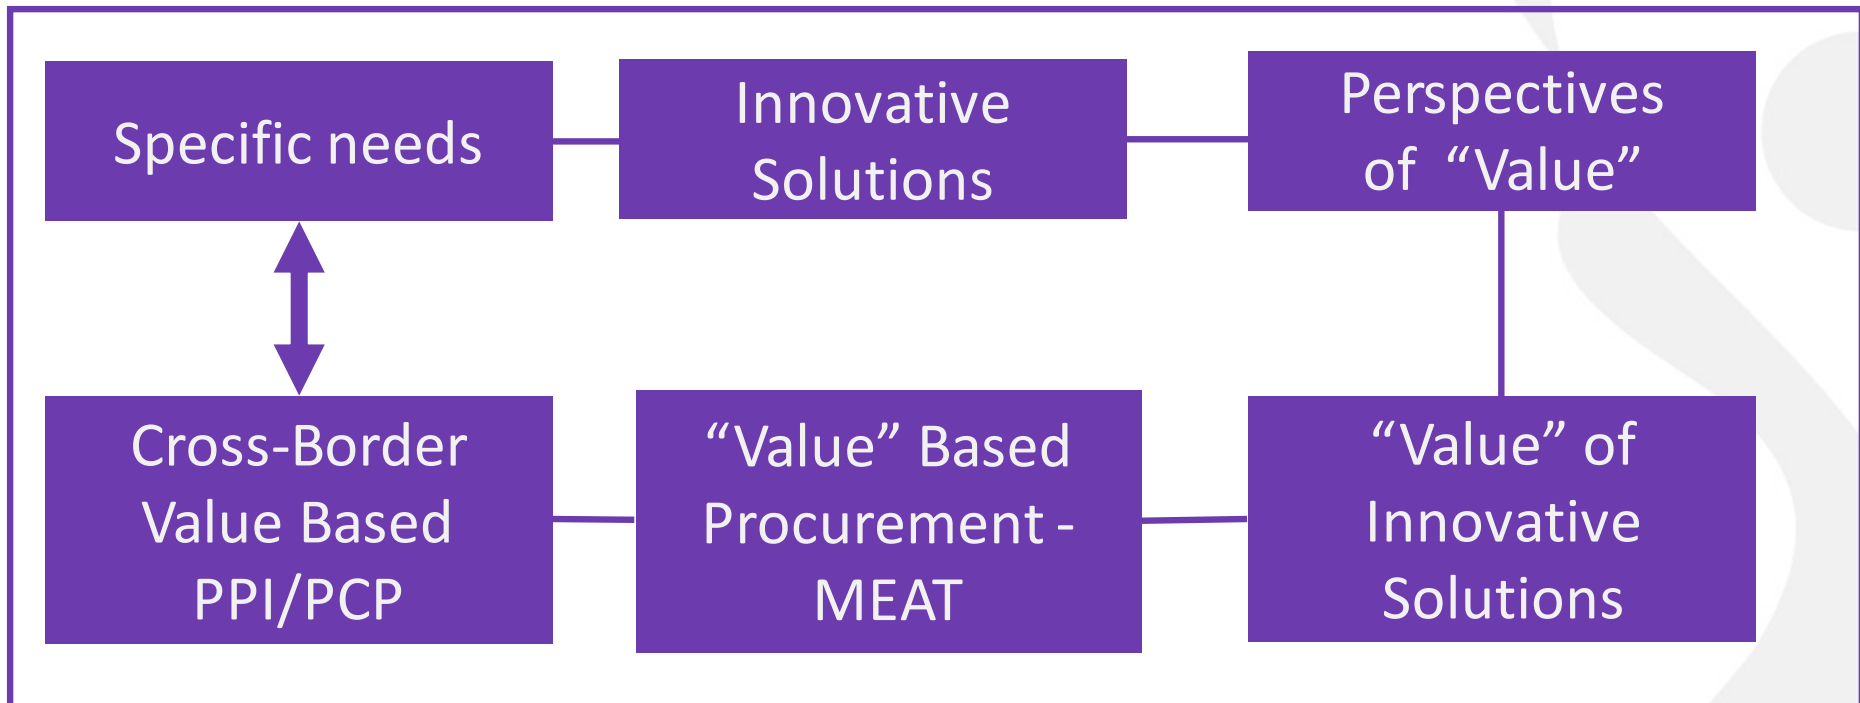 Specific needs
Innovative
Solutions
Perspectives
of “Value”
Cross-Border
Value Based
PPI/PCP
“Value” Based
Procurement -
MEAT
“Value” of
Innovative
Solutions